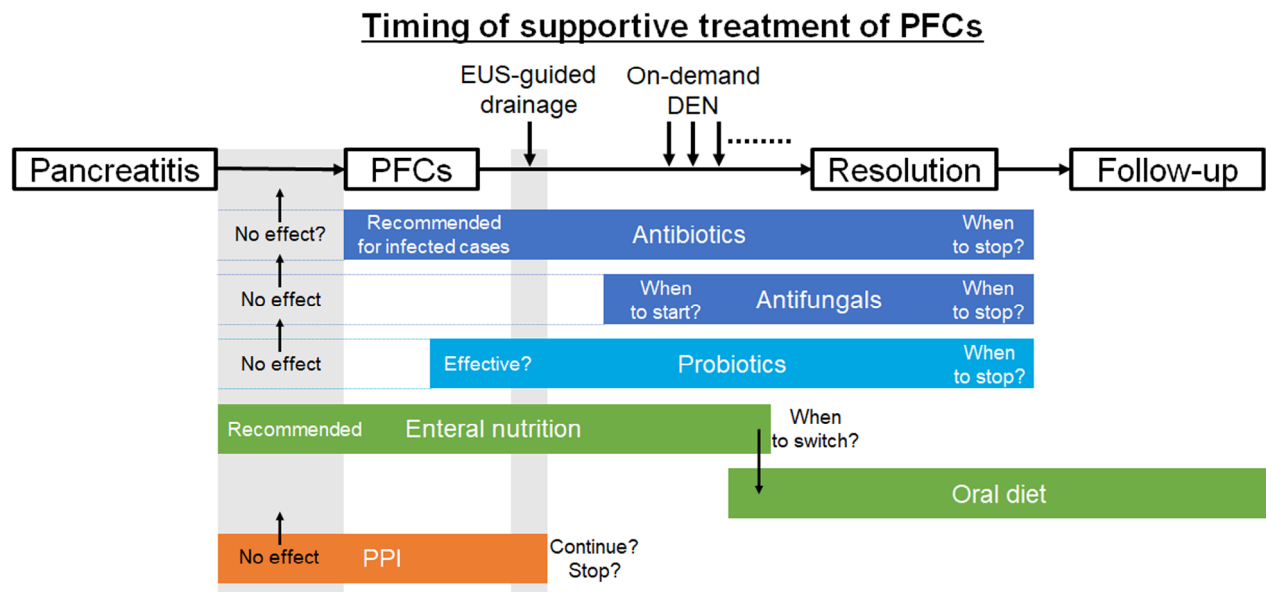 Timing of supportive treatment of PFCs
EUS-guided
drainage
On-demand
DEN
Pancreatitis
PFCs
Resolution
Follow-up
No effect?
Recommended
for infected cases
Antibiotics
When
to stop?
No effect
When
to start?
Antifungals
When
to stop?
No effect
Effective?
Probiotics
When
to stop?
Recommended
Enteral nutrition
When
to switch?
Oral diet
No effect
PPI
Continue?
Stop?